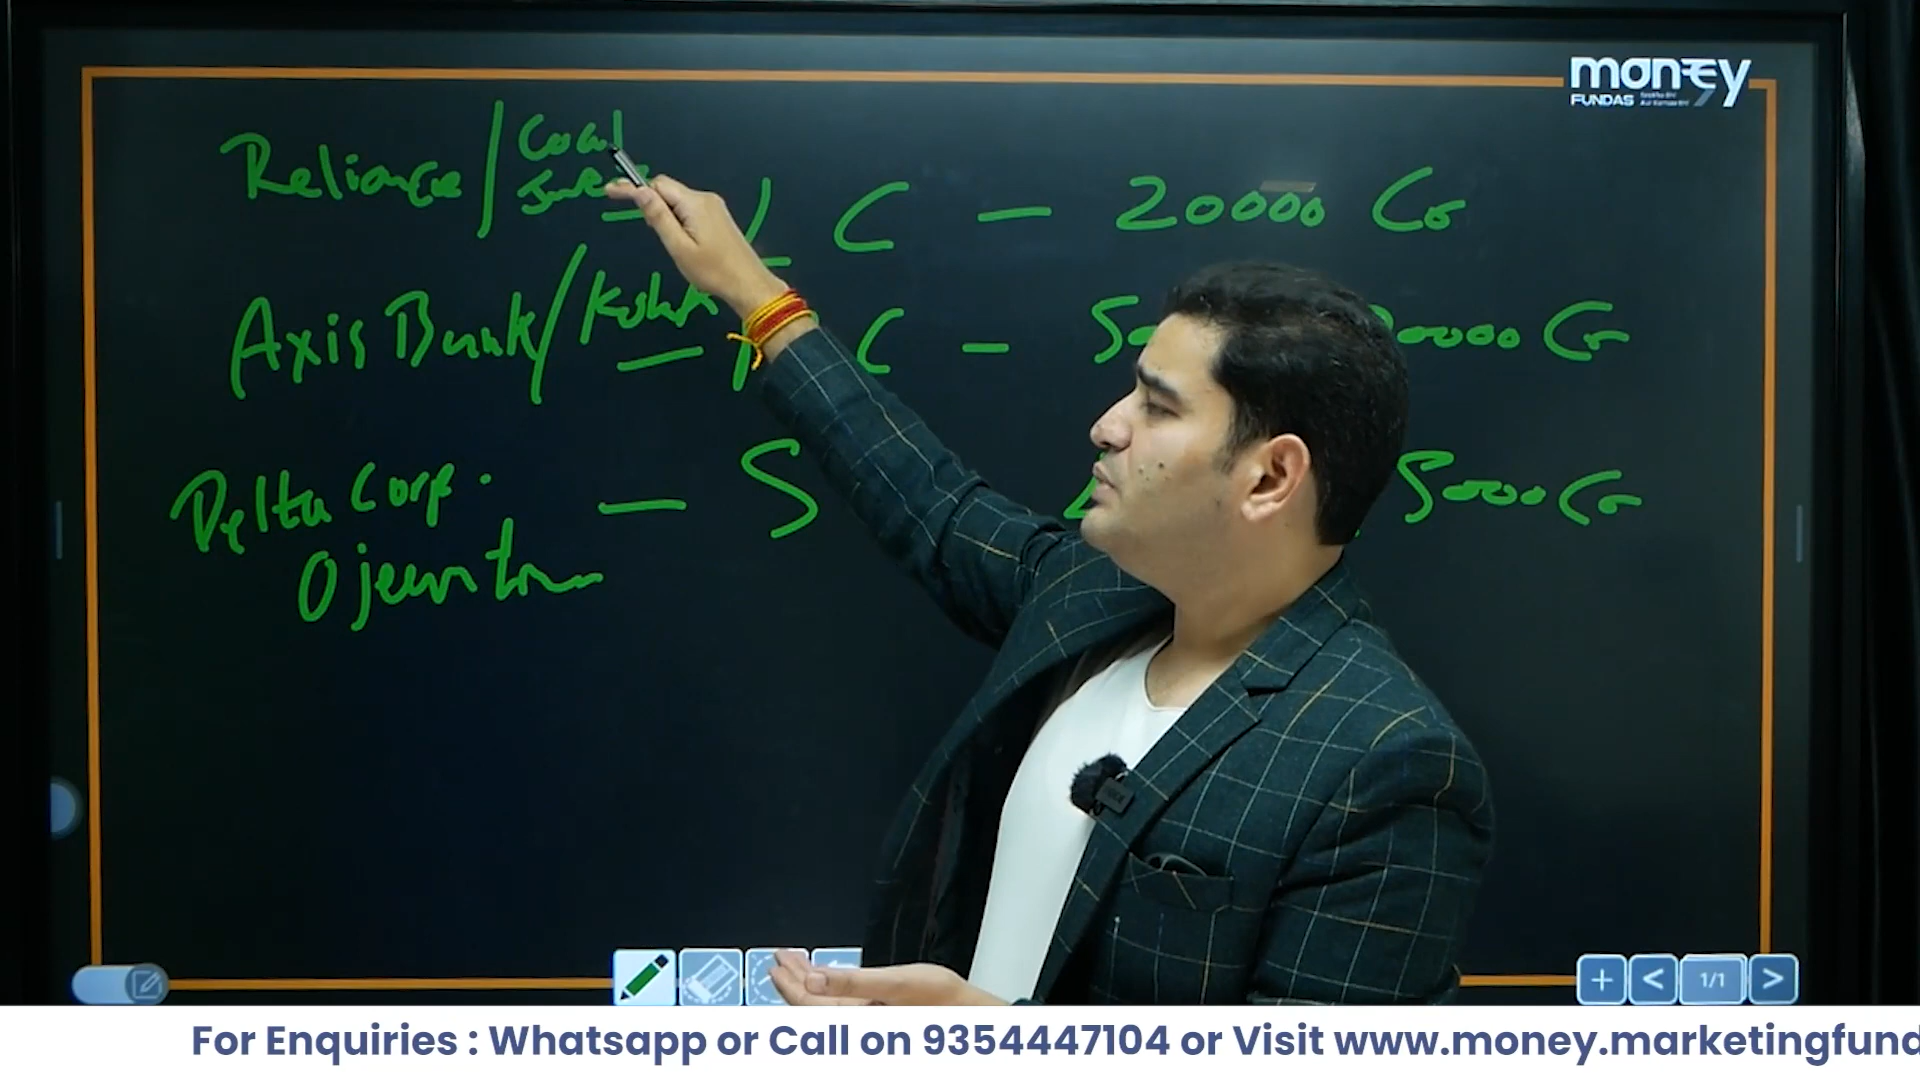 money
FUNDAS
Reliance / Coal
L C - 20000 Cr
Axis Bank / Kotak
C - 20000 Cr
Delta Corp.
- S 5000 Cr
1/1
For Enquiries : Whatsapp or Call on 9354447104 or Visit www.money.marketingfund